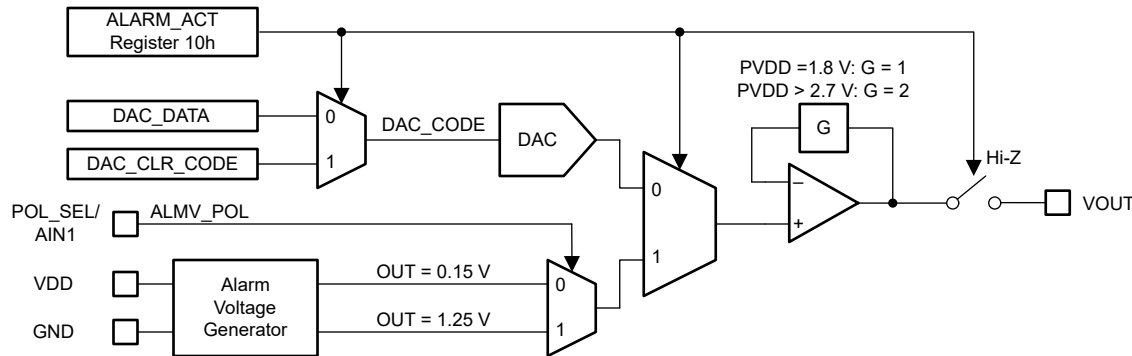 ALARM_ACT
Register 10h
PVDD =1.8 V: G = 1
PVDD > 2.7 V: G = 2
DAC_DATA
0
DAC_CODE
DAC
G
DAC_CLR_CODE
1
Hi-Z
0
–
VOUT
POL_SEL/
AIN1
ALMV_POL
+
1
VDD
OUT = 0.15 V
0
Alarm
Voltage
Generator
GND
OUT = 1.25 V
1